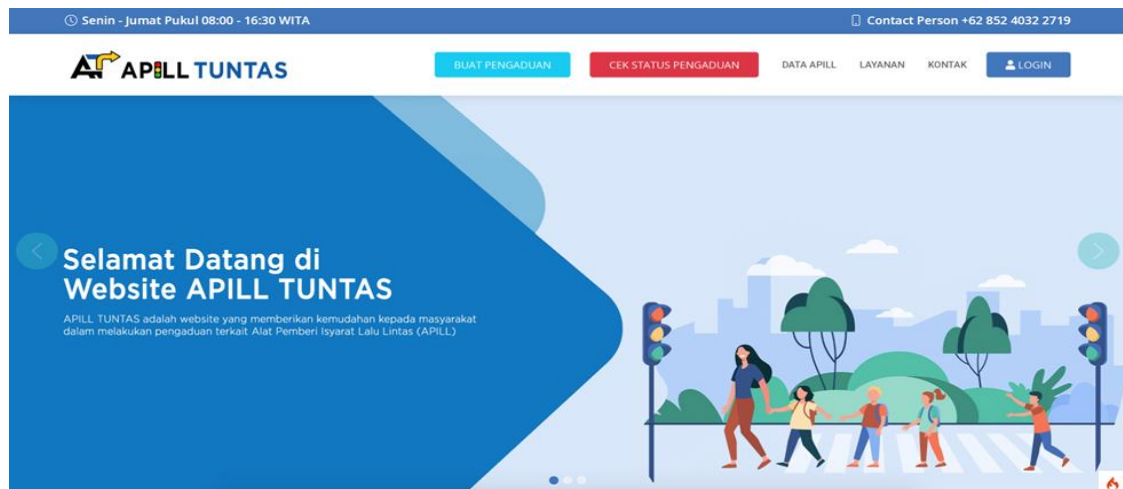 Senin - Jumat Pukul 08:00 - 16:30 WITA
Contact Person +62 852 4032 2719
AT APILL TUNTAS
BUAT PENGADUAN
CEK STATUS PENGADUAN
DATA APILL
LAYANAN
KONTAK
LOGIN
Selamat Datang di
Website APILL TUNTAS
APILL TUNTAS adalah website yang memberikan kemudahan kepada masyarakat
dalam melakukan pengaduan terkait Alat Pemberi Isyarat Lalu Lintas (APILL)